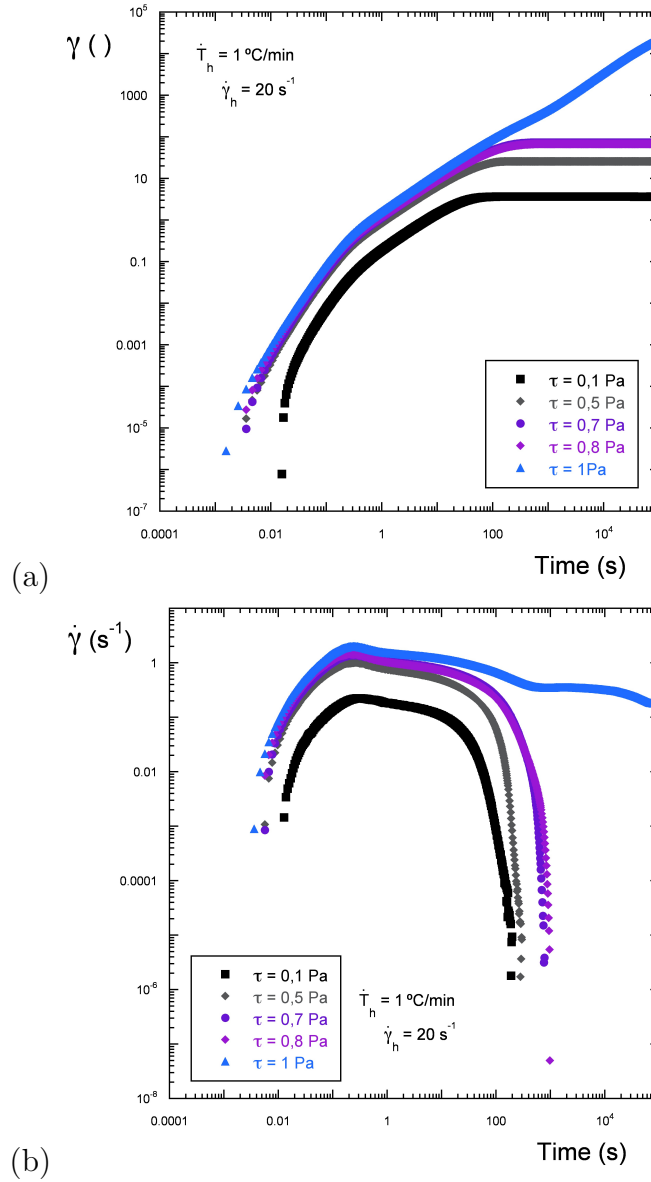 10^5
γ ( )
Ṫ_h = 1 ºC/min
1000
γ̇_h = 20 s^-1
10
0.1
0.001
τ = 0,1 Pa
τ = 0,5 Pa
10^-5
τ = 0,7 Pa
τ = 0,8 Pa
τ = 1Pa
10^-7
0.0001
0.01
1
100
10^4
Time (s)
(a)
γ̇ (s^-1)
1
0.01
0.0001
τ = 0,1 Pa
τ = 0,5 Pa
τ = 0,7 Pa
τ = 0,8 Pa
τ = 1 Pa
10^-6
Ṫ_h = 1 ºC/min
γ̇_h = 20 s^-1
10^-8
0.0001
0.01
1
100
10^4
Time (s)
(b)